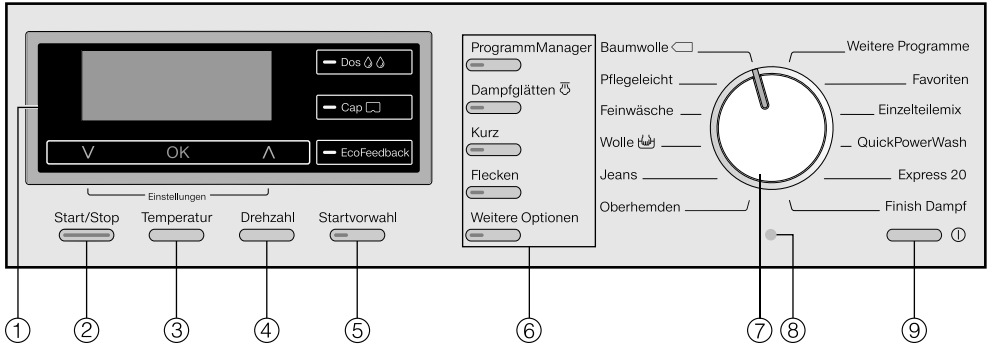 Dos
Cap
EcoFeedback
OK
Einstellungen
Start/Stop
Temperatur
Drehzahl
Startvorwahl
ProgrammManager
Dampfglätten
Kurz
Flecken
Weitere Optionen
Baumwolle
Pflegeleicht
Feinwäsche
Wolle
Jeans
Oberhemden
Weitere Programme
Favoriten
Einzelteilemix
QuickPowerWash
Express 20
Finish Dampf
① ② ③ ④ ⑤ ⑥ ⑦ ⑧ ⑨